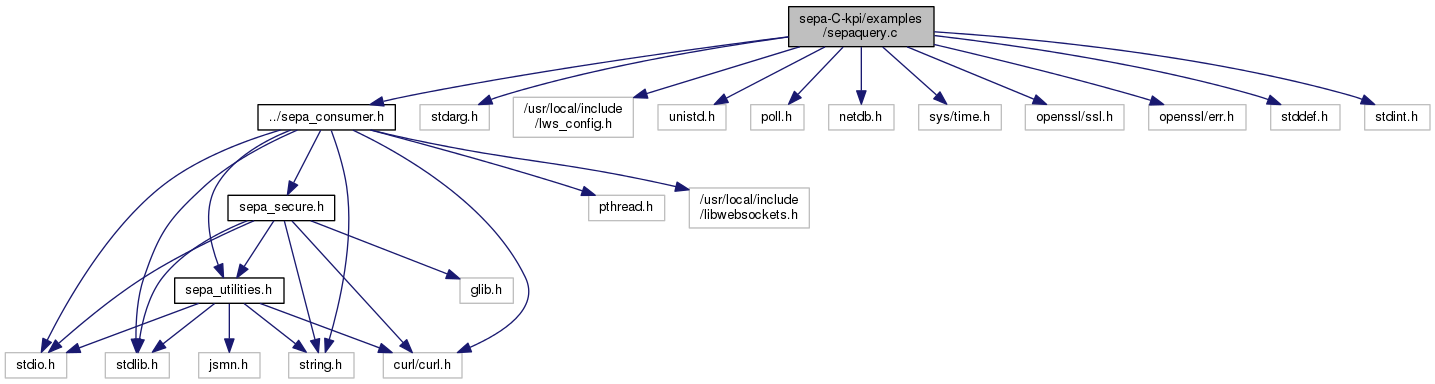 sepa-C-kpi/examples
/sepaquery.c
../sepa_consumer.h
stdarg.h
/usr/local/include
/lws_config.h
unistd.h
poll.h
netdb.h
sys/time.h
openssl/ssl.h
openssl/err.h
stddef.h
stdint.h
sepa_secure.h
pthread.h
/usr/local/include
/libwebsockets.h
sepa_utilities.h
glib.h
stdio.h
stdlib.h
jsmn.h
string.h
curl/curl.h